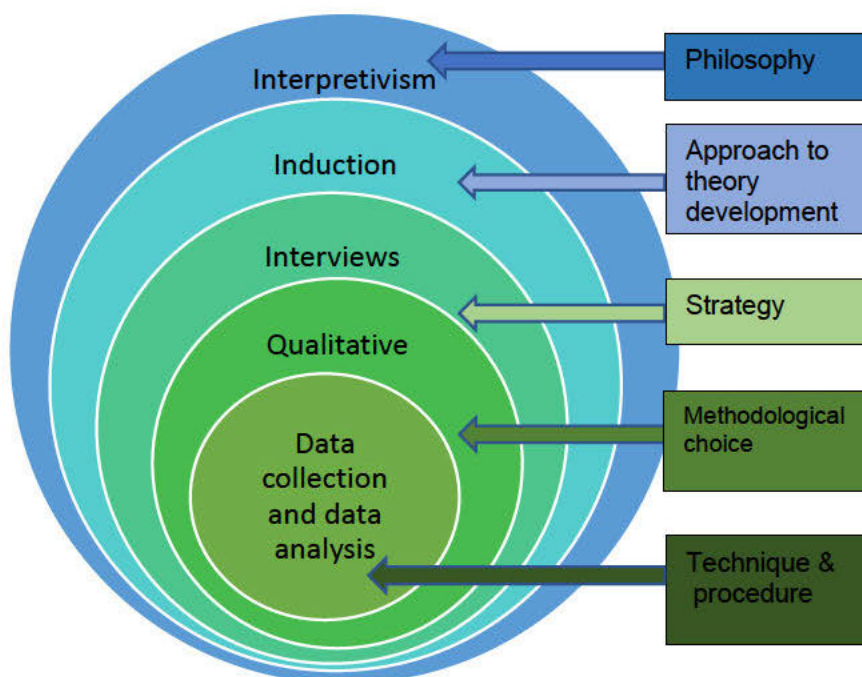 Interpretivism
Philosophy
Induction
Approach to
theory
development
Interviews
Strategy
Qualitative
Methodological
choice
Data
collection
and data
analysis
Technique &
procedure